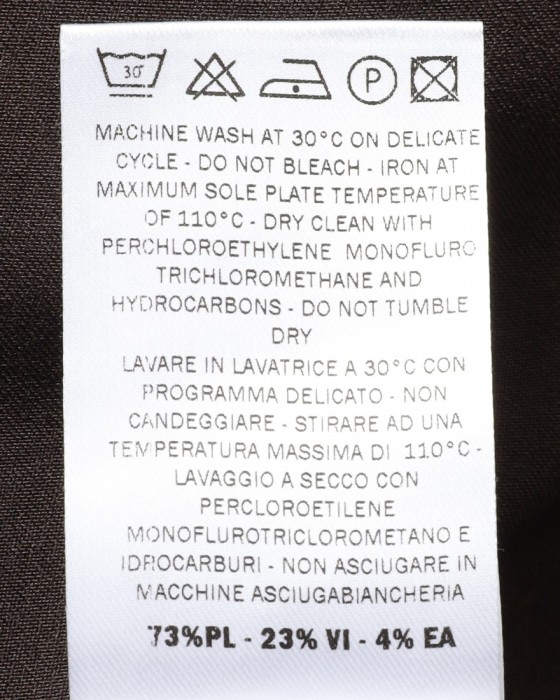 30°
P
MACHINE WASH AT 30°C ON DELICATE
CYCLE - DO NOT BLEACH - IRON AT
MAXIMUM SOLE PLATE TEMPERATURE
OF 110°C - DRY CLEAN WITH
PERCHLOROETHYLENE MONOFLURO
TRICHLOROMETHANE AND
HYDROCARBONS - DO NOT TUMBLE
DRY
LAVARE IN LAVATRICE A 30°C CON
PROGRAMMA DELICATO - NON
CANDEGGIARE - STIRARE AD UNA
TEMPERATURA MASSIMA DI 110°C -
LAVAGGIO A SECCO CON
PERCLOROETILENE
MONOFLUROTRICLOROMETANO E
IDROCARBURI - NON ASCIUGARE IN
MACCHINE ASCIUGABIANCHERIA
73%PL - 23% VI - 4% EA